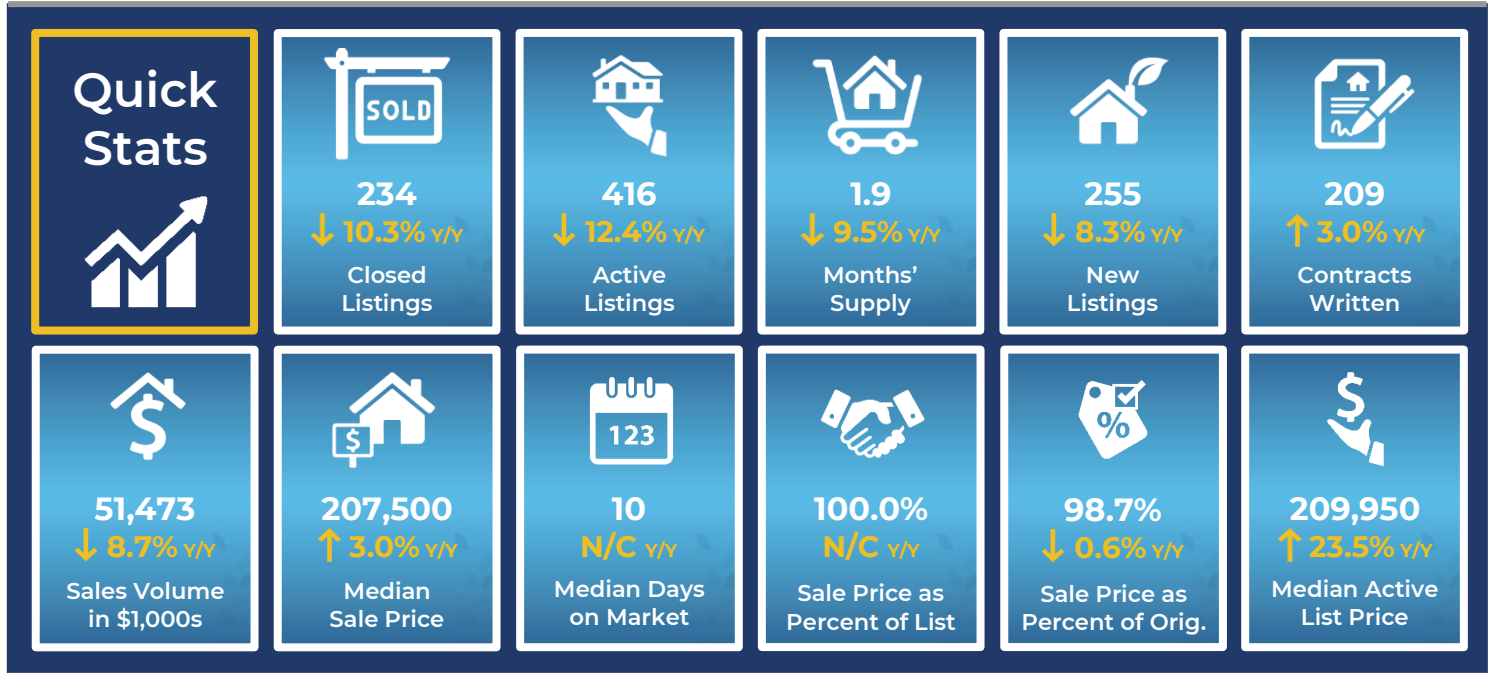 Quick
Stats
SOLD
234
↓ 10.3% Y/Y
Closed
Listings
416
↓ 12.4% Y/Y
Active
Listings
1.9
↓ 9.5% Y/Y
Months’
Supply
255
↓ 8.3% Y/Y
New
Listings
209
↑ 3.0% Y/Y
Contracts
Written
$
51,473
↓ 8.7% Y/Y
Sales Volume
in $1,000s
$
207,500
↑ 3.0% Y/Y
Median
Sale Price
123
10
N/C Y/Y
Median Days
on Market
100.0%
N/C Y/Y
Sale Price as
Percent of List
%
98.7%
↓ 0.6% Y/Y
Sale Price as
Percent of Orig.
$
209,950
↑ 23.5% Y/Y
Median Active
List Price